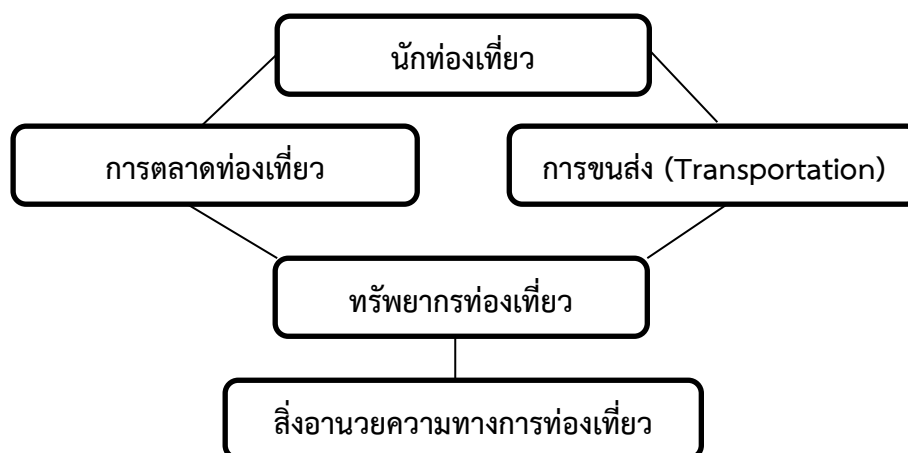 นักท่องเที่ยว
การตลาดท่องเที่ยว
การขนส่ง (Transportation)
ทรัพยากรท่องเที่ยว
สิ่งอานวยความทางการท่องเที่ยว